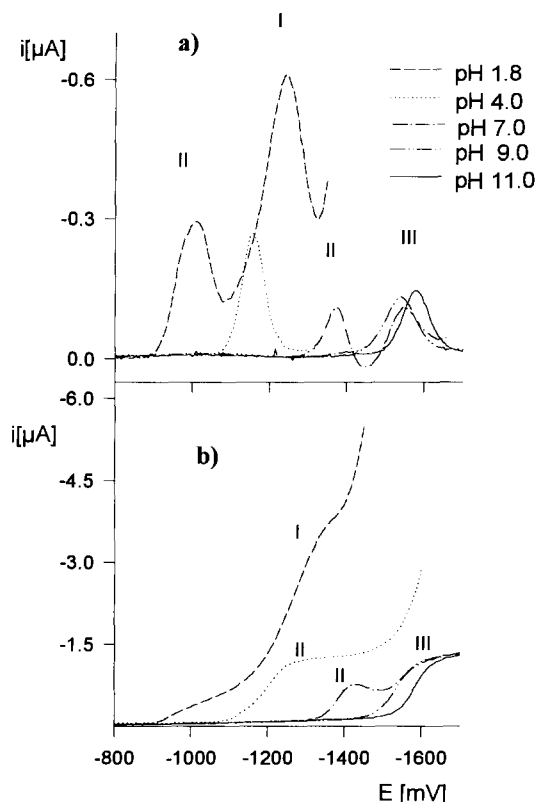 I
i[µA]
a)
-0.6
pH 1.8
pH 4.0
pH 7.0
pH 9.0
pH 11.0
II
-0.3
II
III
0.0
-6.0
i[µA]
b)
-4.5
I
-3.0
II
II
III
-1.5
-800
-1000
-1200
-1400
-1600
E [mV]